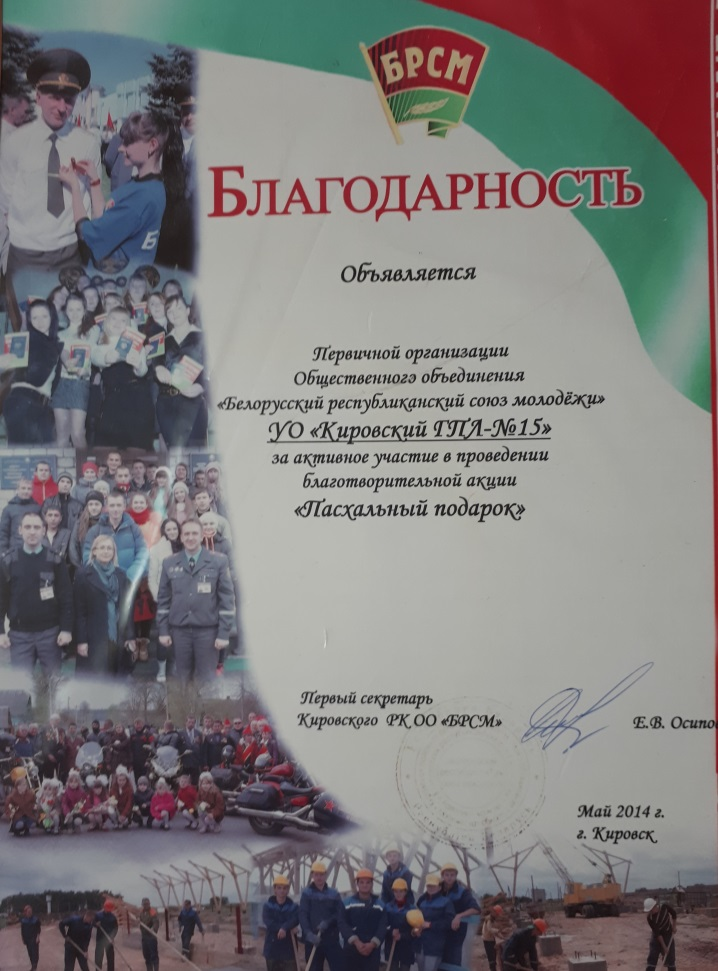 БРСМ
БЛАГОДАРНОСТЬ
Объявляется
Первичной организации
Общественного объединения
«Белорусский республиканский союз молодёжи»
УО «Кировский ГПЛ-№15»
за активное участие в проведении
благотворительной акции
«Пасхальный подарок»
Первый секретарь
Кировского РК ОО «БРСМ»
Е.В. Осипо
Май 2014 г.
г. Кировск